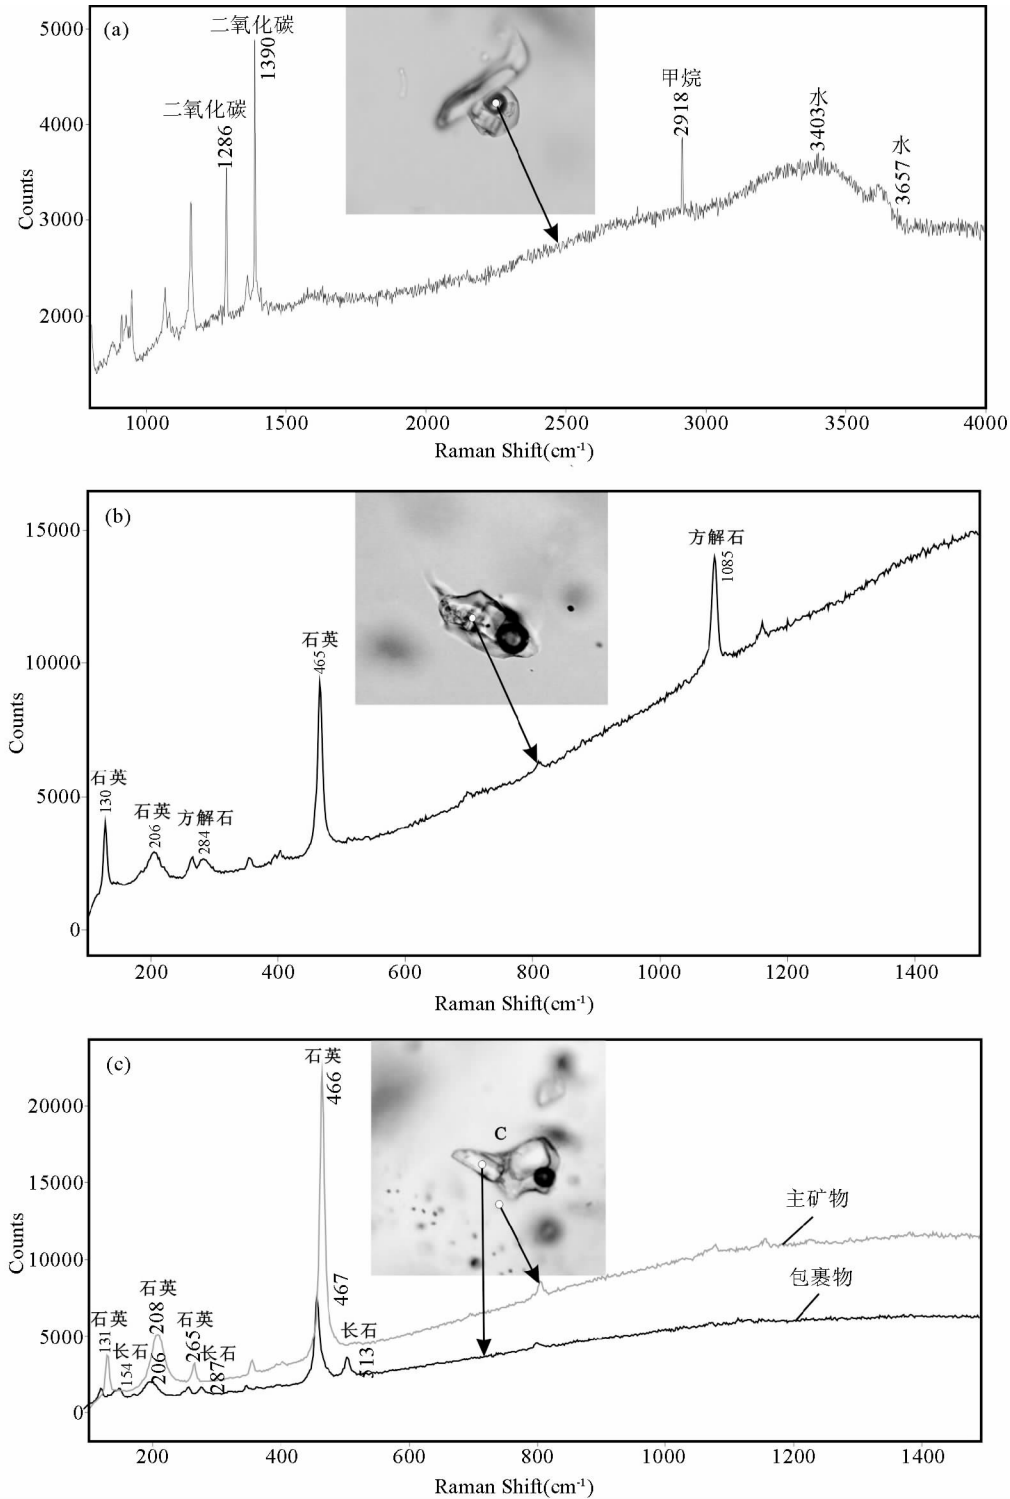 (a)
二氧化碳
1390
二氧化碳
1286
甲烷
2918
水
3403
水
3657
5000
4000
3000
2000
Counts
1000
1500
2000
2500
3000
3500
4000
Raman Shift(cm-1)
(b)
方解石
1085
石英
465
石英
130
石英
206
方解石
284
15000
10000
5000
0
Counts
200
400
600
800
1000
1200
1400
Raman Shift(cm-1)
(c)
石英
466
C
主矿物
包裹物
467
石英
131
长石
154
石英
208
206
石英
265
长石
287
长石
513
20000
15000
10000
5000
0
Counts
200
400
600
800
1000
1200
1400
Raman Shift(cm-1)